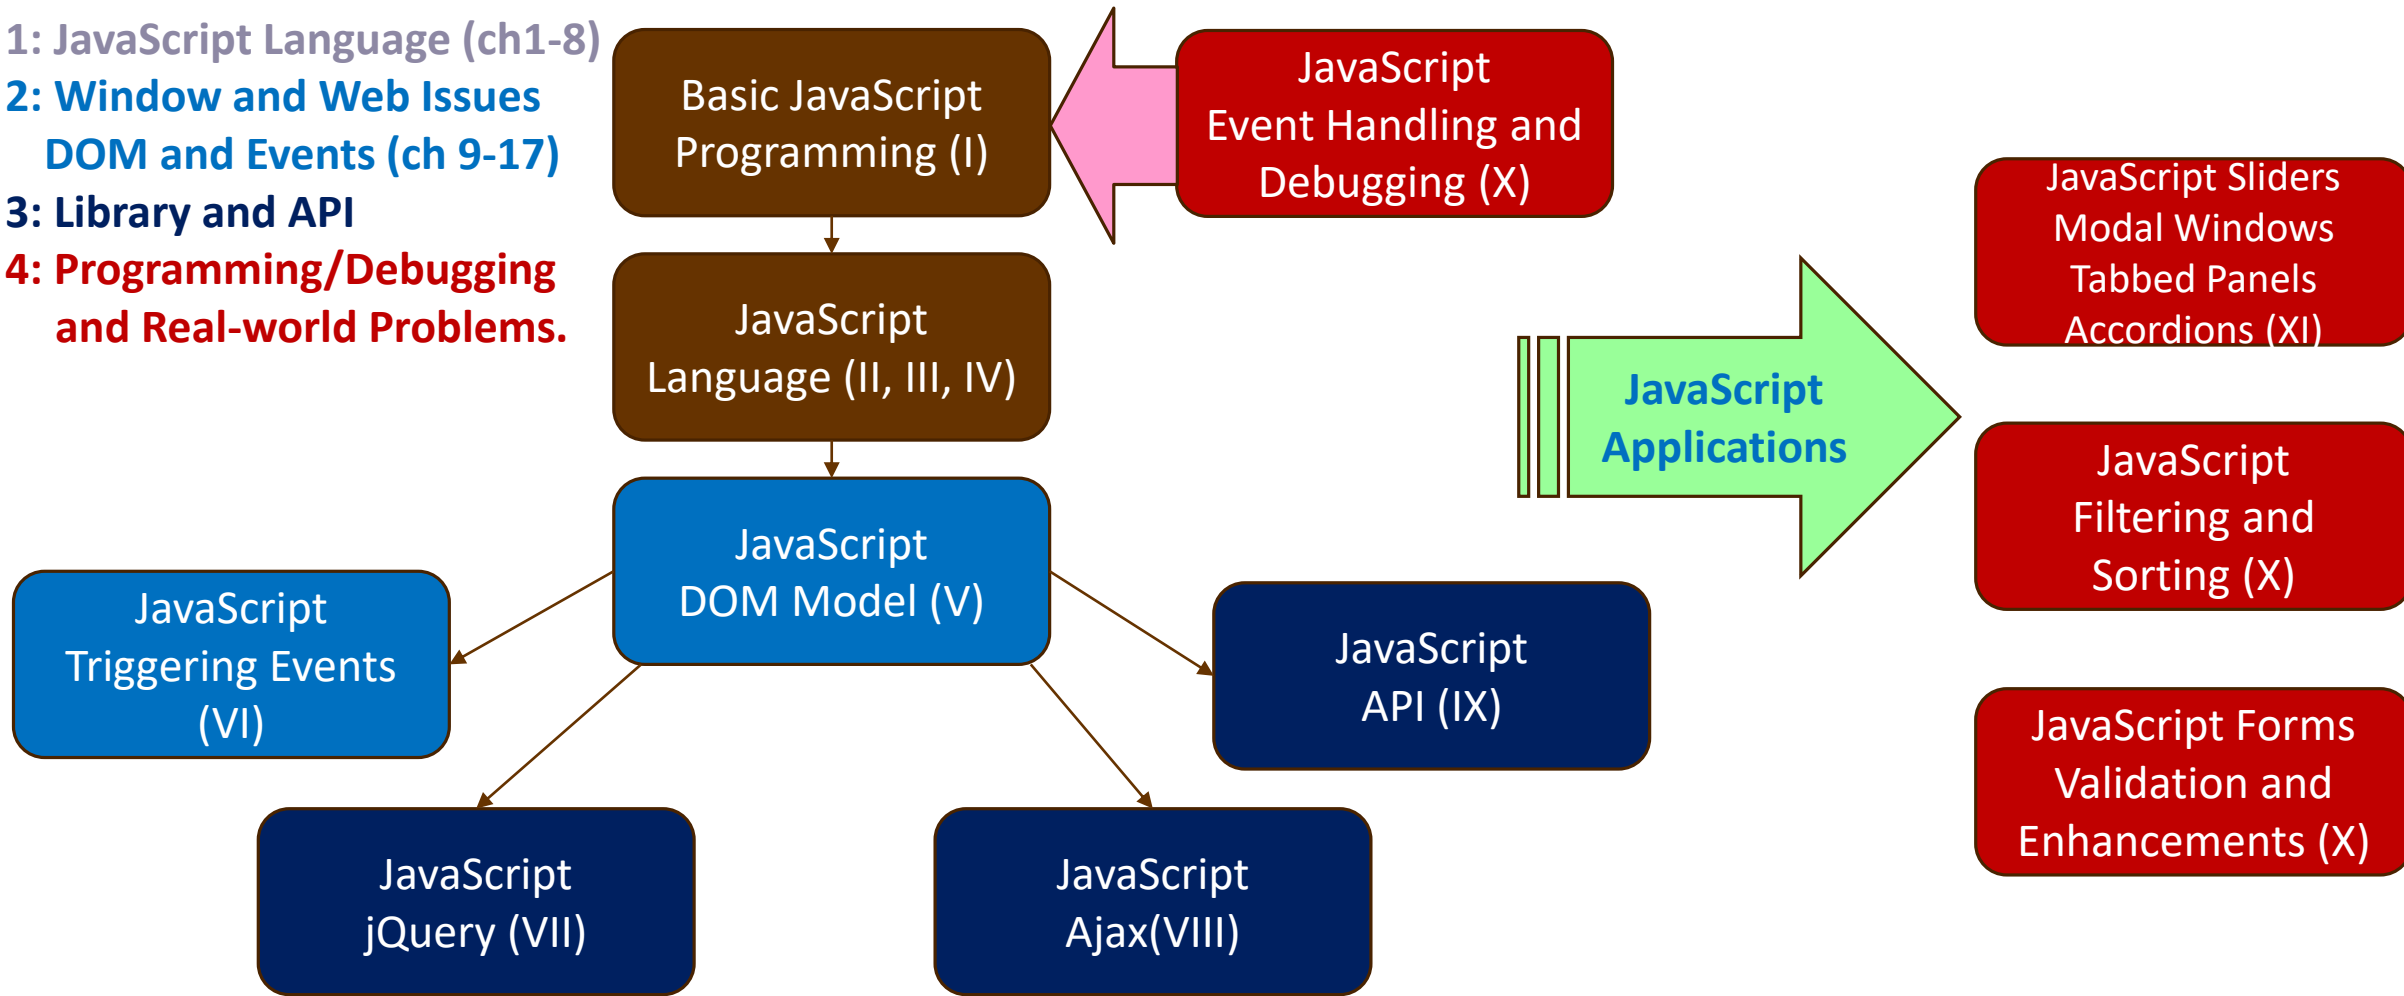 1: JavaScript Language (ch1-8)
2: Window and Web Issues
DOM and Events (ch 9-17)
3: Library and API
4: Programming/Debugging
and Real-world Problems.
Basic JavaScript
Programming (I)
JavaScript
Event Handling and
Debugging (X)
JavaScript
Language (II, III, IV)
JavaScript
DOM Model (V)
JavaScript
Triggering Events
(VI)
JavaScript
jQuery (VII)
JavaScript
Ajax(VIII)
JavaScript
API (IX)
JavaScript
Applications
JavaScript Sliders
Modal Windows
Tabbed Panels
Accordions (XI)
JavaScript
Filtering and
Sorting (X)
JavaScript Forms
Validation and
Enhancements (X)